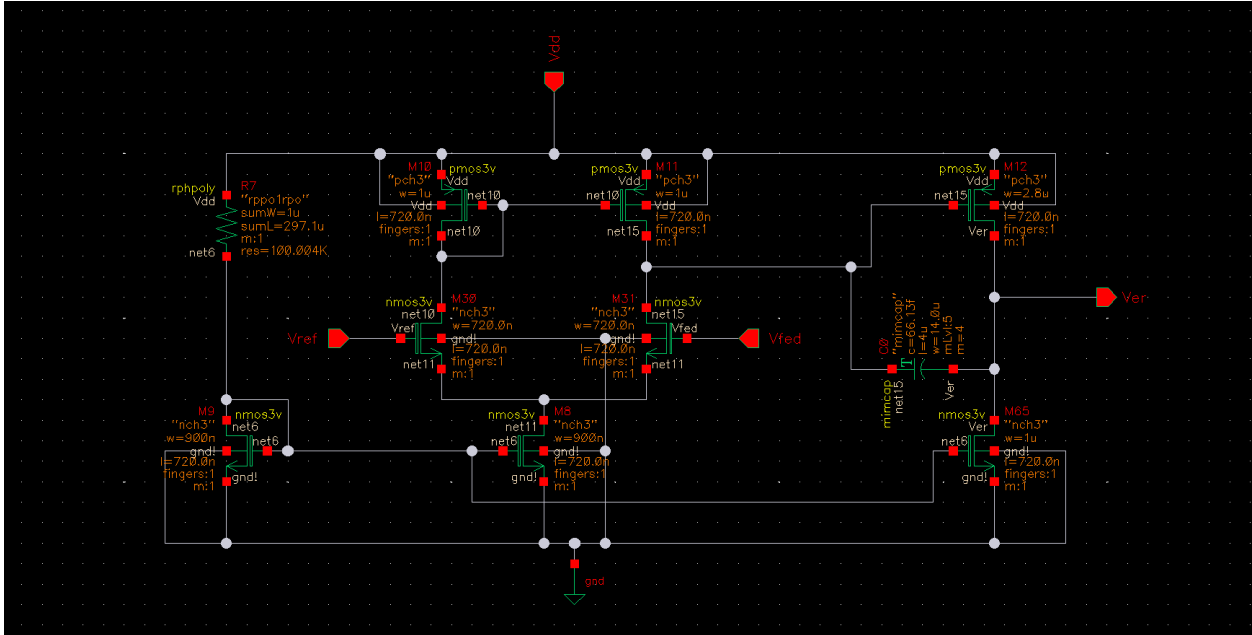 Vdd
rphpoly
Vdd
R7
"rppo1rpo"
sumW=1u
sumL=297.1u
m:1
res=100.004K
net6
M10
"pch3"
w=1u
Vdd
l=720.0n
fingers:1
m:1
pmos3v
Vdd
net10
net10
net10
pmos3v
M11
"pch3"
w=1u
Vdd
Vdd
l=720.0n
fingers:1
m:1
net15
pmos3v
M12
"pch3"
w=2.8u
Vdd
net15
Vdd
l=720.0n
fingers:1
m:1
Ver
Ver
nmos3v
M30
"nch3"
w=720.0n
net10
Vref
Vref
gnd!
l=720.0n
fingers:1
m:1
net11
M31
"nch3"
w=720.0n
gnd!
l=720.0n
fingers:1
m:1
nmos3v
net15
Vfed
Vfed
net11
C0
"mimcap"
c=66.13f
l=4u
w=14.0u
mLvl:5
m=4
mimcap
net15
T
Ver
M9
"nch3"
w=900n
gnd!
l=720.0n
fingers:1
m:1
nmos3v
net6
net6
gnd!
nmos3v
M8
"nch3"
w=900n
net11
net6
gnd!
l=720.0n
fingers:1
m:1
gnd!
nmos3v
M65
"nch3"
w=1u
Ver
net6
gnd!
l=720.0n
fingers:1
m:1
gnd!
gnd